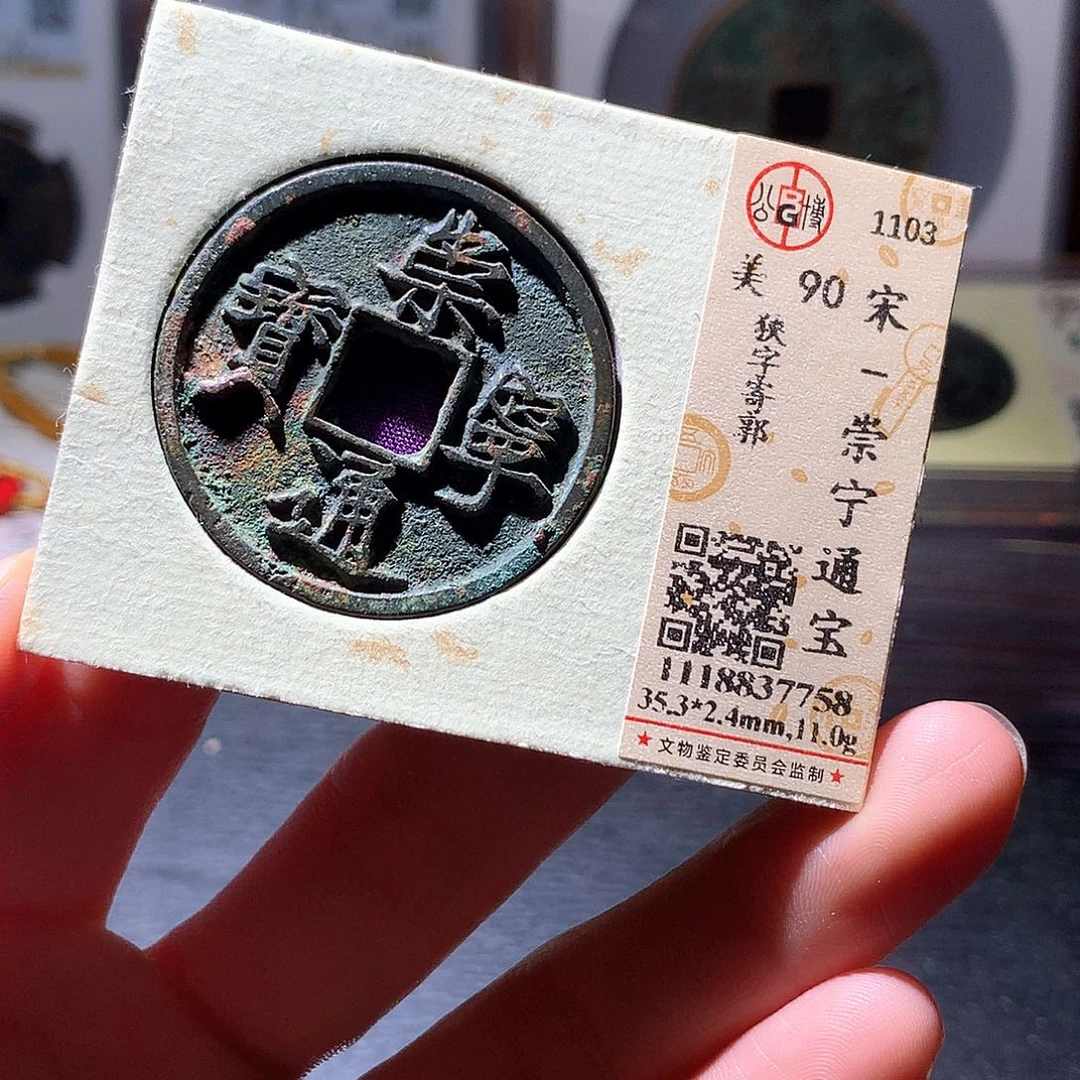 崇寧通寳
公博
G
1103
美 90
宋一崇宁通宝
狭字寄郭
1118837758
35.3*2.4mm,11.0g
★文物鉴定委员会监制★